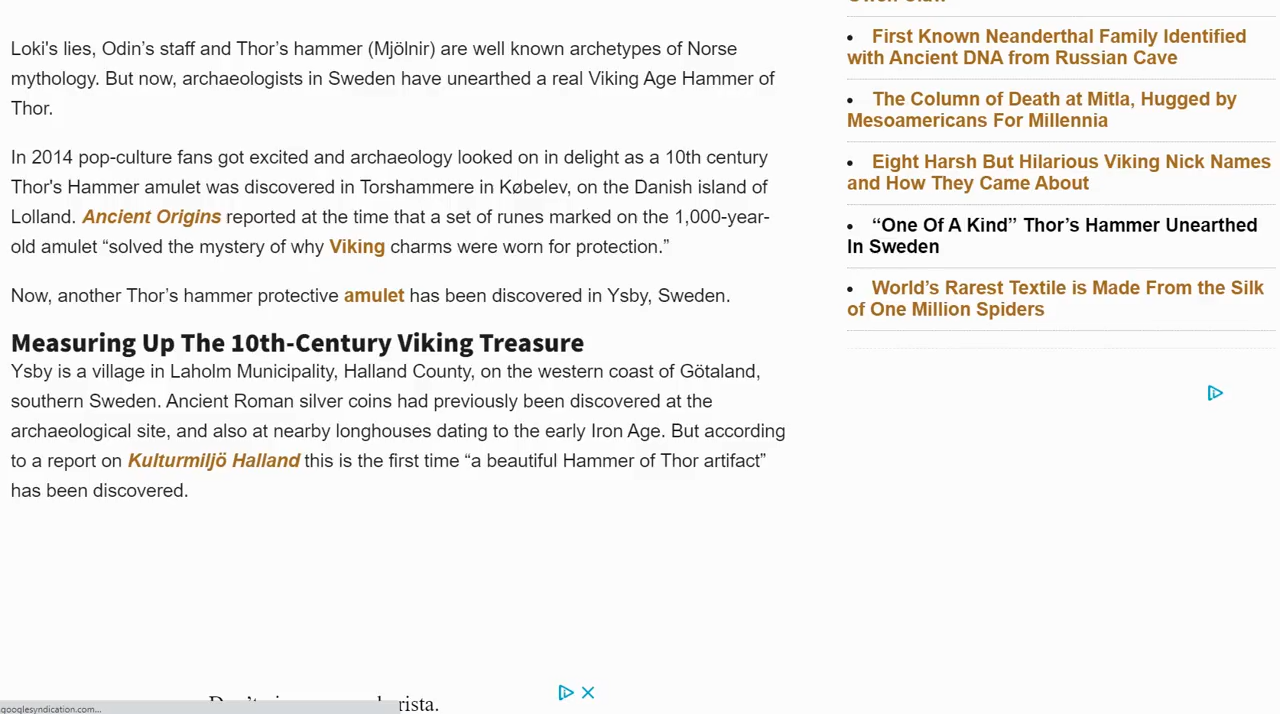 Loki's lies, Odin’s staff and Thor’s hammer (Mjölnir) are well known archetypes of Norse
mythology. But now, archaeologists in Sweden have unearthed a real Viking Age Hammer of
Thor.
In 2014 pop-culture fans got excited and archaeology looked on in delight as a 10th century
Thor's Hammer amulet was discovered in Torshammere in Købelev, on the Danish island of
Lolland. Ancient Origins reported at the time that a set of runes marked on the 1,000-year-
old amulet “solved the mystery of why Viking charms were worn for protection.”
Now, another Thor’s hammer protective amulet has been discovered in Ysby, Sweden.
Measuring Up The 10th-Century Viking Treasure
Ysby is a village in Laholm Municipality, Halland County, on the western coast of Götaland,
southern Sweden. Ancient Roman silver coins had previously been discovered at the
archaeological site, and also at nearby longhouses dating to the early Iron Age. But according
to a report on Kulturmiljö Halland this is the first time “a beautiful Hammer of Thor artifact”
has been discovered.
First Known Neanderthal Family Identified
with Ancient DNA from Russian Cave
The Column of Death at Mitla, Hugged by
Mesoamericans For Millennia
Eight Harsh But Hilarious Viking Nick Names
and How They Came About
“One Of A Kind” Thor’s Hammer Unearthed
In Sweden
World’s Rarest Textile is Made From the Silk
of One Million Spiders
googlesyndication.com...